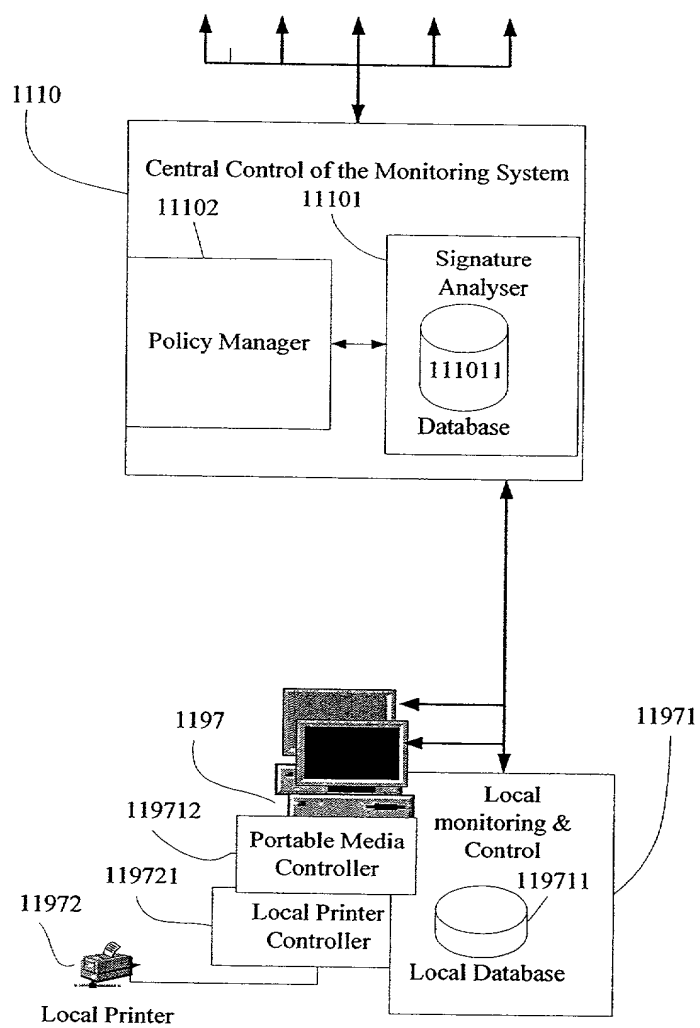 1110
Central Control of the Monitoring System
11102
11101
Signature
Analyser
Policy Manager
111011
Database
1197
11971
119712
Local
monitoring &
Control
Portable Media
Controller
119721
119711
11972
Local Printer
Controller
Local Database
Local Printer